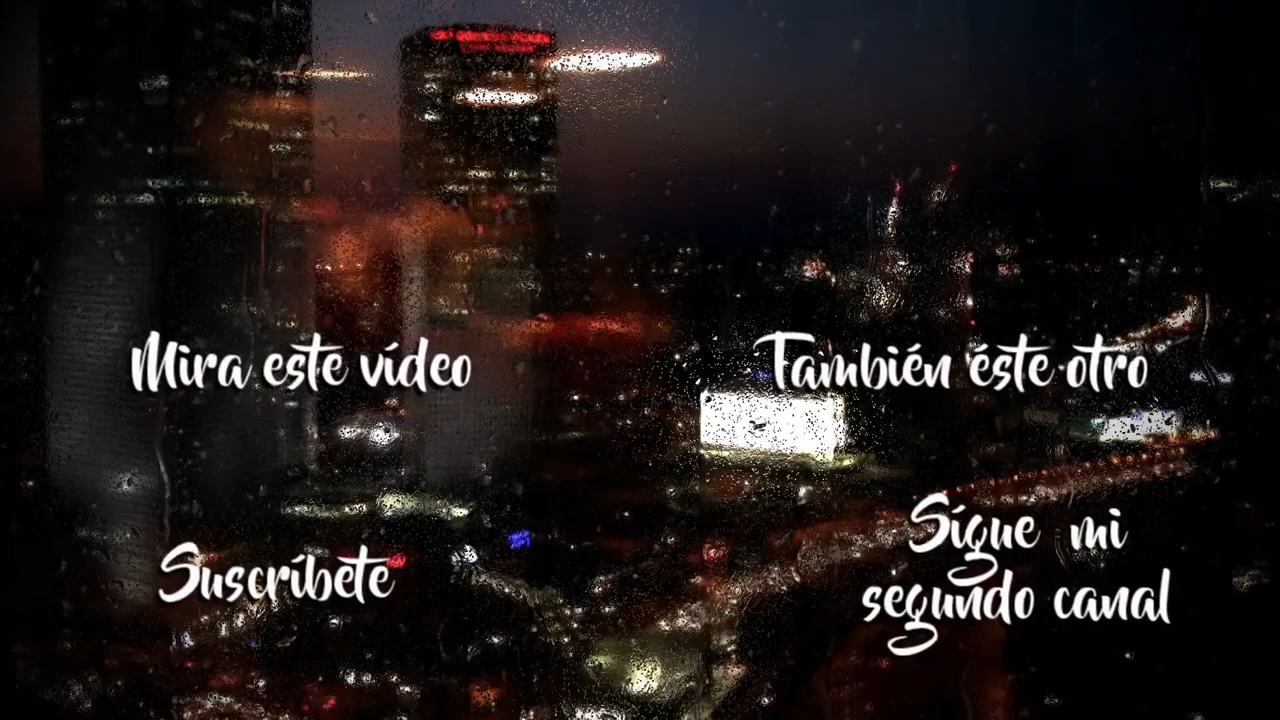 Mira este vídeo
También éste otro
Suscríbete
Sígue mi
segundo canal